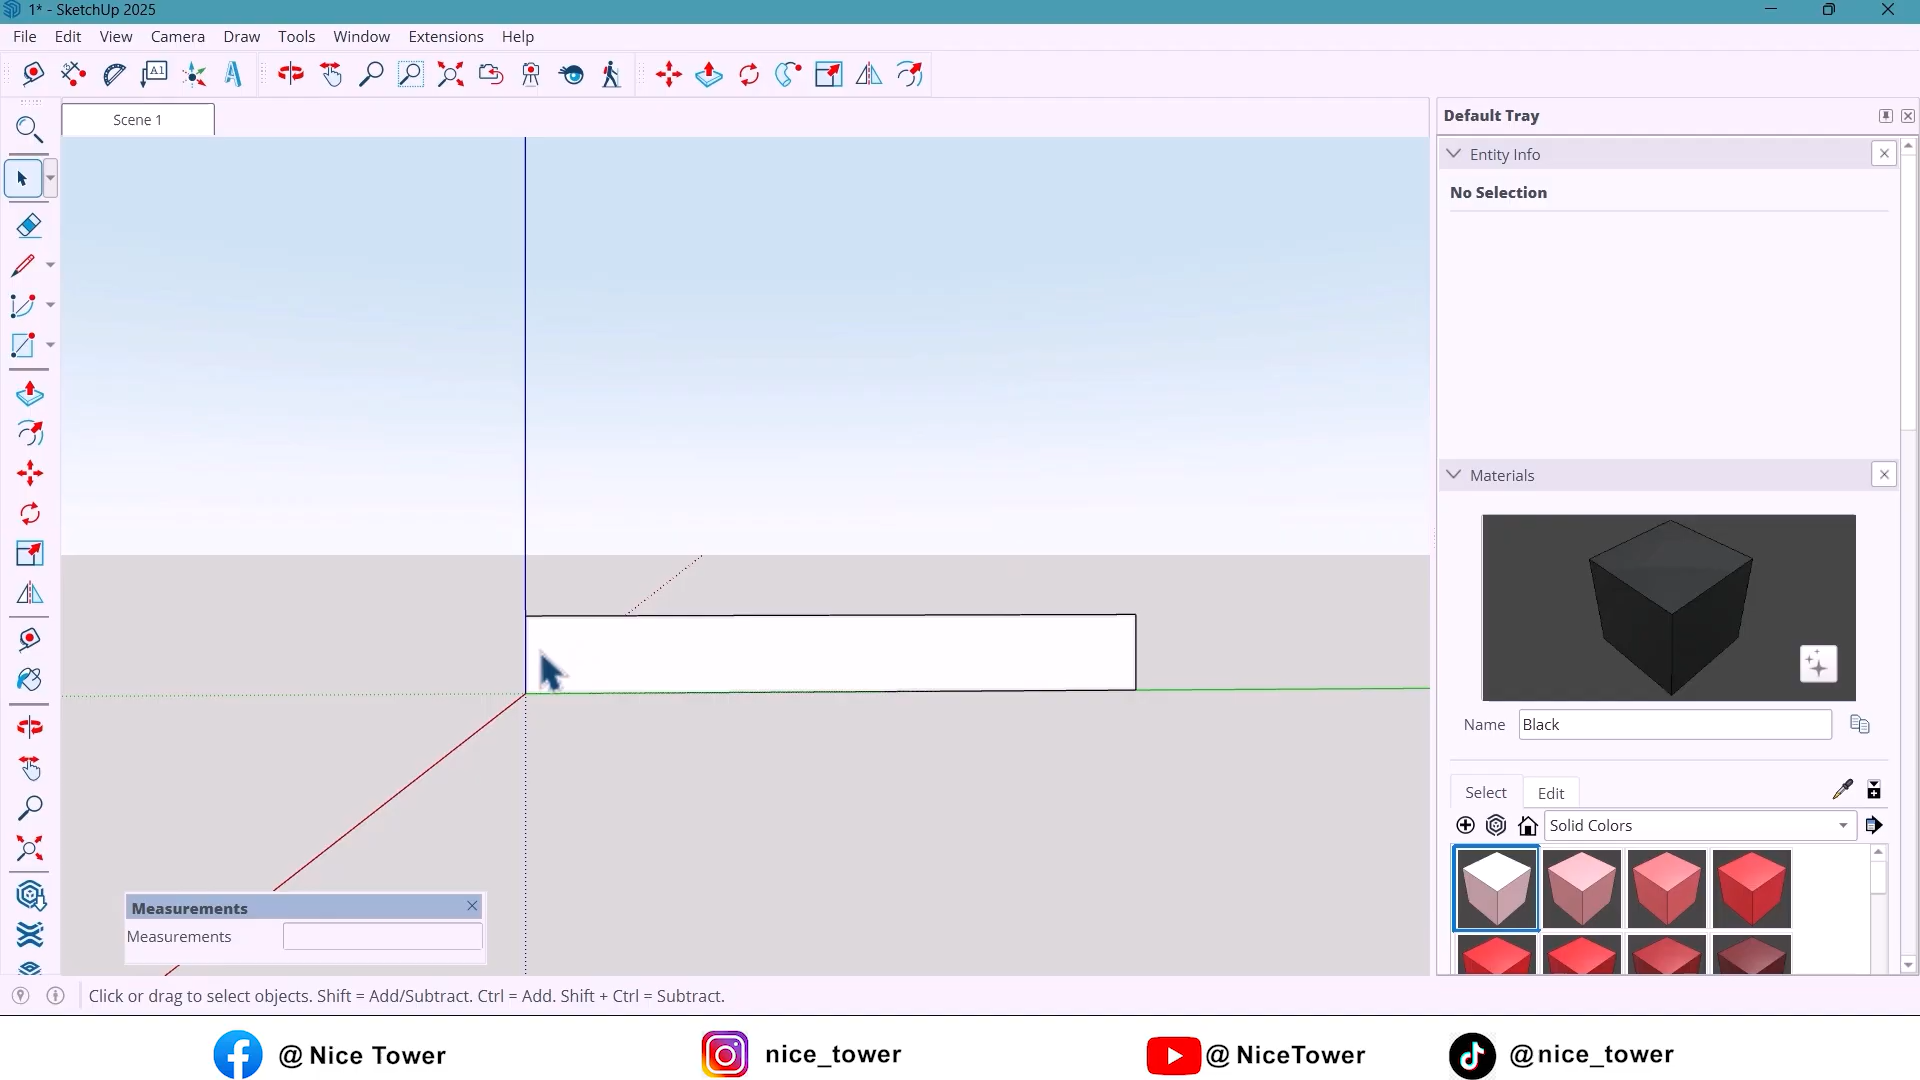 1* - SketchUp 2025
File Edit View Camera Draw Tools Window Extensions Help
A1
Scene 1
Default Tray
Entity Info
No Selection
Materials
Name Black
Select Edit
Solid Colors
Measurements
Measurements
Click or drag to select objects. Shift = Add/Subtract. Ctrl = Add. Shift + Ctrl = Subtract.
@ Nice Tower nice_tower @ NiceTower @nice_tower